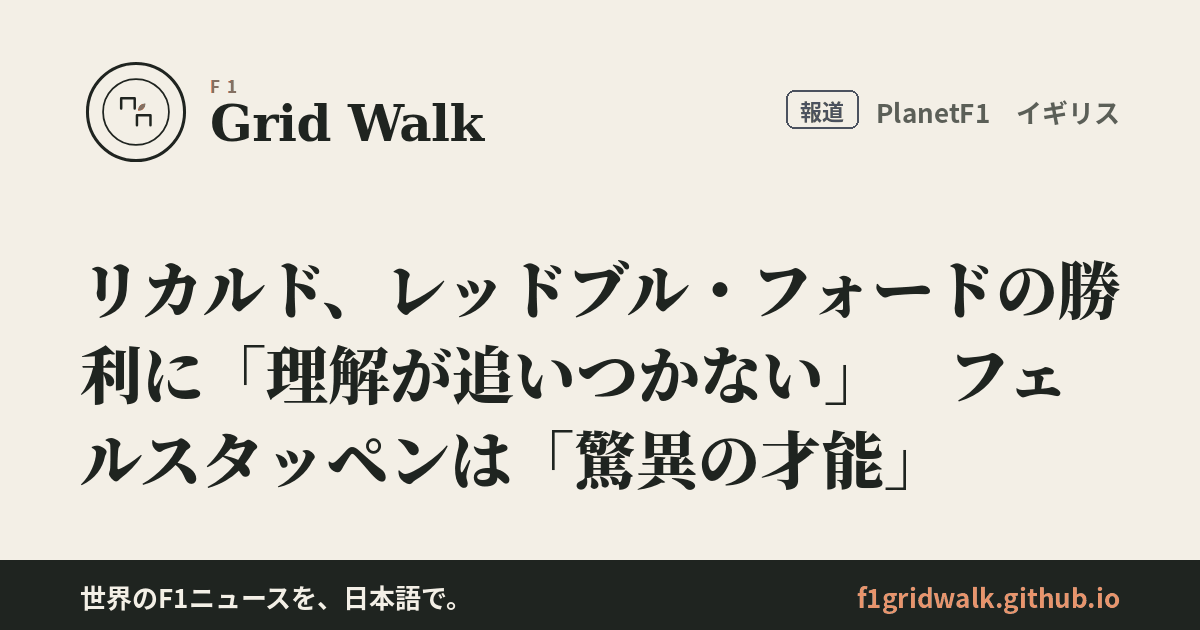 F1
Grid Walk
報道 PlanetF1 イギリス
リカルド、レッドブル・フォードの勝
利に「理解が追いつかない」 フェ
ルスタッペンは「驚異の才能」
世界のF1ニュースを、日本語で。
f1gridwalk.github.io